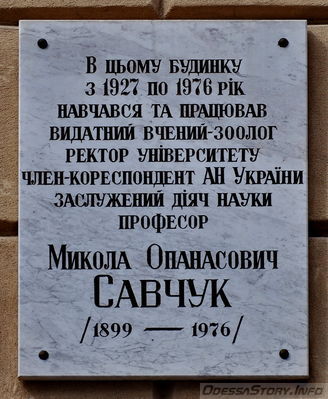 В цьому будинку
з 1927 по 1976 рік
навчався та працював
видатний вчений-зоолог
ректор університету
член-кореспондент АН України
заслужений діяч науки
професор
Микола Опанасович
САВЧУК
/1899 — 1976/
OdessaStory.Info